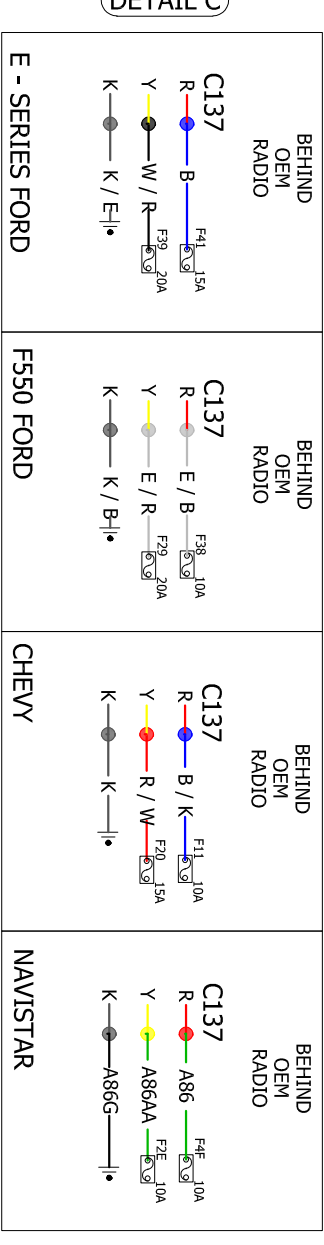 DETAIL C
BEHIND
OEM
RADIO
C137
R B F41 15A
Y W / R F39 20A
K K / E
E - SERIES FORD
BEHIND
OEM
RADIO
C137
R E / B F38 10A
Y E / R F29 20A
K K / B
F550 FORD
BEHIND
OEM
RADIO
C137
R B / K F11 10A
Y R / W F20 15A
K K
CHEVY
BEHIND
OEM
RADIO
C137
R A86 F4F 10A
Y A86AA F2E 10A
K A86G
NAVISTAR